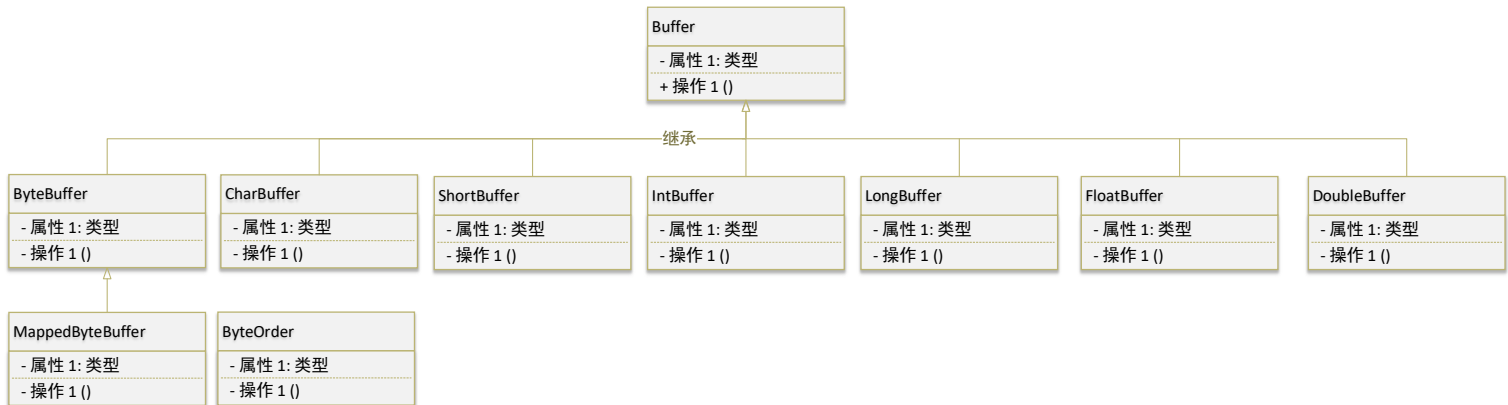 Buffer
- 属性 1: 类型
+ 操作 1 ()
继承
ByteBuffer
- 属性 1: 类型
- 操作 1 ()
CharBuffer
- 属性 1: 类型
- 操作 1 ()
ShortBuffer
- 属性 1: 类型
- 操作 1 ()
IntBuffer
- 属性 1: 类型
- 操作 1 ()
LongBuffer
- 属性 1: 类型
- 操作 1 ()
FloatBuffer
- 属性 1: 类型
- 操作 1 ()
DoubleBuffer
- 属性 1: 类型
- 操作 1 ()
MappedByteBuffer
- 属性 1: 类型
- 操作 1 ()
ByteOrder
- 属性 1: 类型
- 操作 1 ()